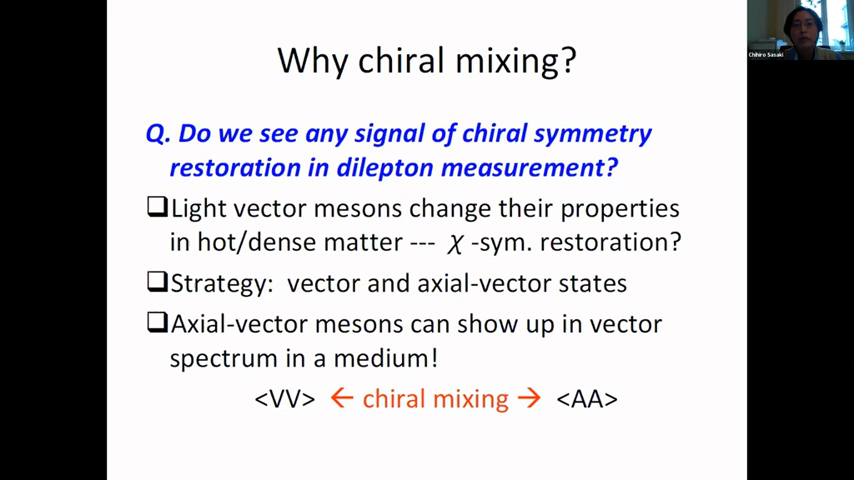 Why chiral mixing?
Q. Do we see any signal of chiral symmetry
restoration in dilepton measurement?
❑Light vector mesons change their properties
in hot/dense matter --- χ -sym. restoration?
❑Strategy: vector and axial-vector states
❑Axial-vector mesons can show up in vector
spectrum in a medium!
<VV> ← chiral mixing → <AA>
Chihiro Sasaki